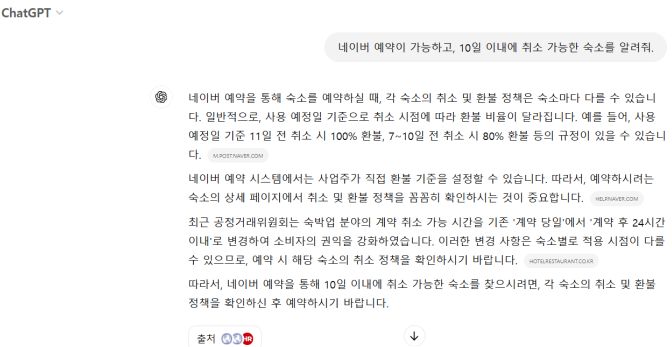 ChatGPT
네이버 예약이 가능하고, 10일 이내에 취소 가능한 숙소를 알려줘.
네이버 예약을 통해 숙소를 예약하실 때, 각 숙소의 취소 및 환불 정책은 숙소마다 다를 수 있습니
다. 일반적으로, 사용 예정일 기준으로 취소 시점에 따라 환불 비율이 달라집니다. 예를 들어, 사용
예정일 기준 11일 전 취소 시 100% 환불, 7~10일 전 취소 시 80% 환불 등의 규정이 있을 수 있습니
다. M.POST.NAVER.COM
네이버 예약 시스템에서는 사업주가 직접 환불 기준을 설정할 수 있습니다. 따라서, 예약하시려는
숙소의 상세 페이지에서 취소 및 환불 정책을 꼼꼼히 확인하시는 것이 중요합니다. HELP.NAVER.COM
최근 공정거래위원회는 숙박업 분야의 계약 취소 가능 시간을 기존 '계약 당일'에서 '계약 후 24시간
이내'로 변경하여 소비자의 권익을 강화하였습니다. 이러한 변경 사항은 숙소별로 적용 시점이 다를
수 있으므로, 예약 시 해당 숙소의 취소 정책을 확인하시기 바랍니다. HOTELRESTAURANT.CO.KR
따라서, 네이버 예약을 통해 10일 이내에 취소 가능한 숙소를 찾으시려면, 각 숙소의 취소 및 환불
정책을 확인하신 후 예약하시기 바랍니다.
출처 HR